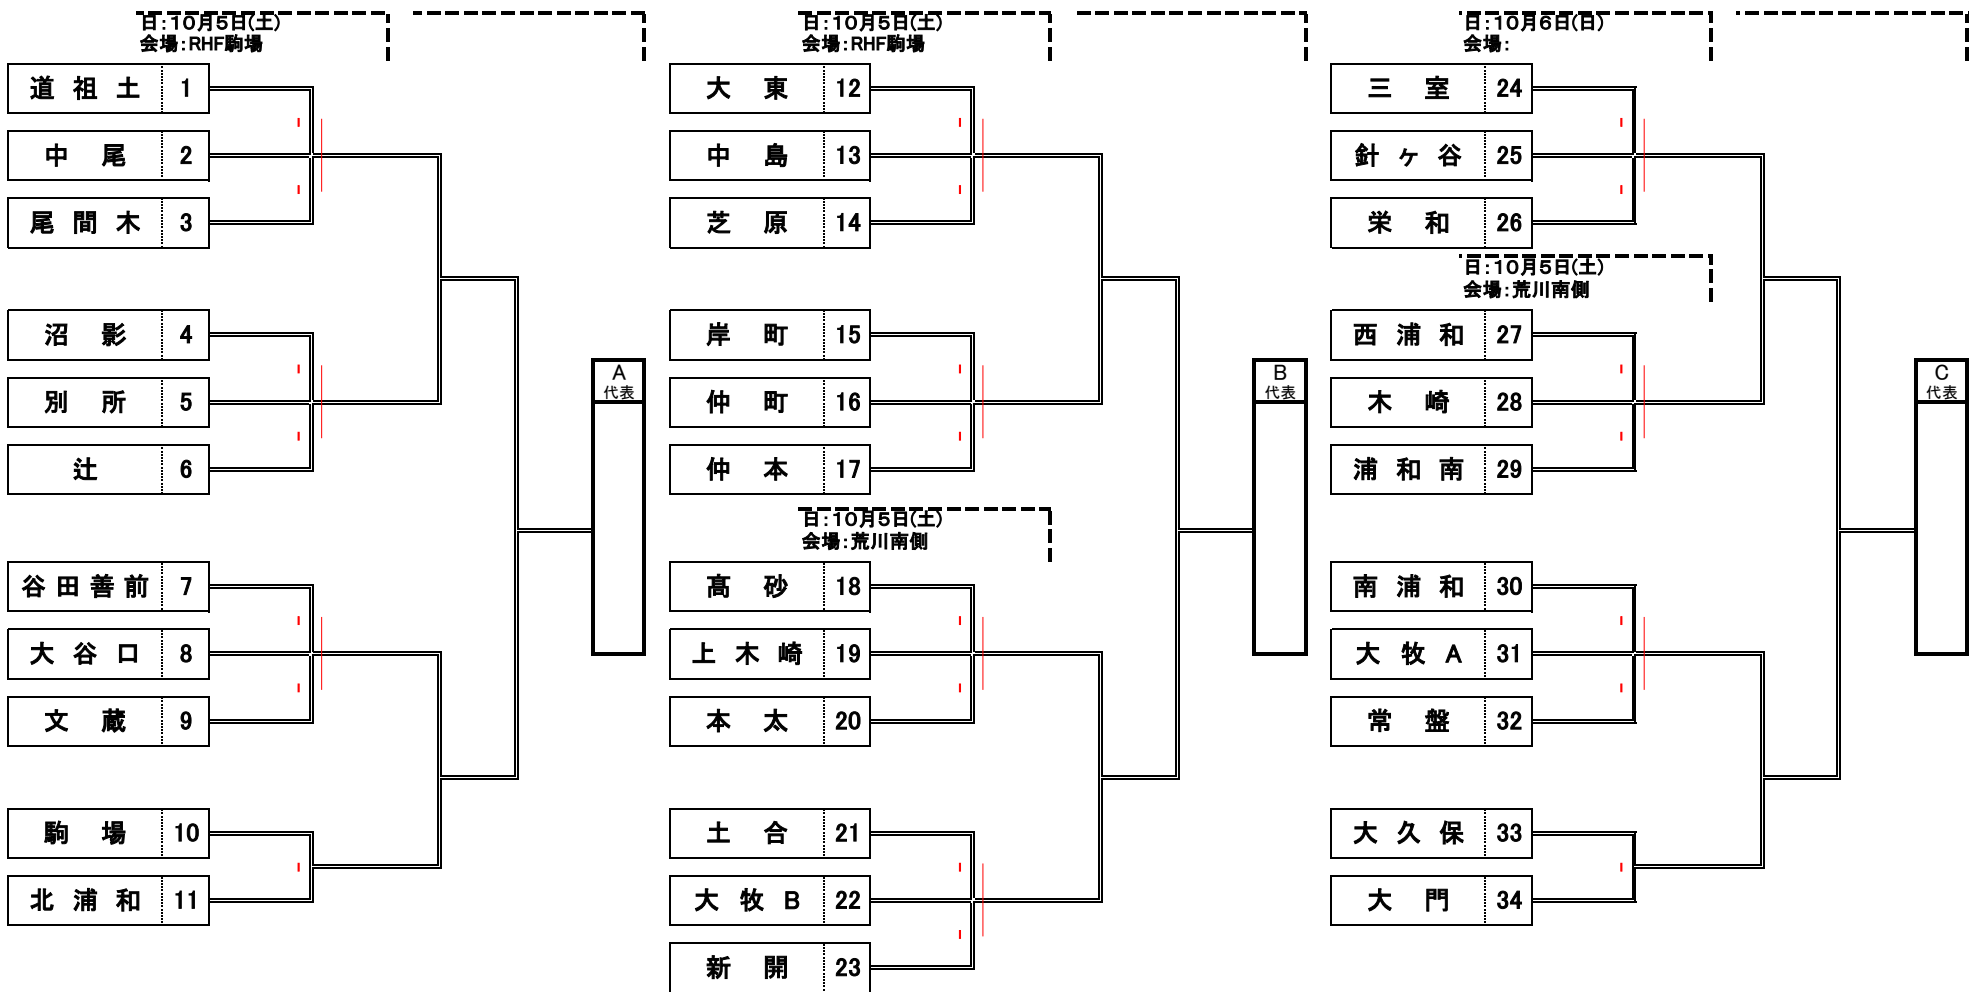 日:10月5日(土)
会場:RHF駒場
道祖土 1
中尾 2
尾間木 3
沼影 4
別所 5
辻 6
谷田善前 7
大谷口 8
文蔵 9
駒場 10
北浦和 11
A
代表
日:10月5日(土)
会場:RHF駒場
大東 12
中島 13
芝原 14
岸町 15
仲町 16
仲本 17
日:10月5日(土)
会場:荒川南側
髙砂 18
上木崎 19
本太 20
土合 21
大牧B 22
新開 23
B
代表
日:10月6日(日)
会場:
三室 24
針ヶ谷 25
栄和 26
日:10月5日(土)
会場:荒川南側
西浦和 27
木崎 28
浦和南 29
南浦和 30
大牧A 31
常盤 32
大久保 33
大門 34
C
代表